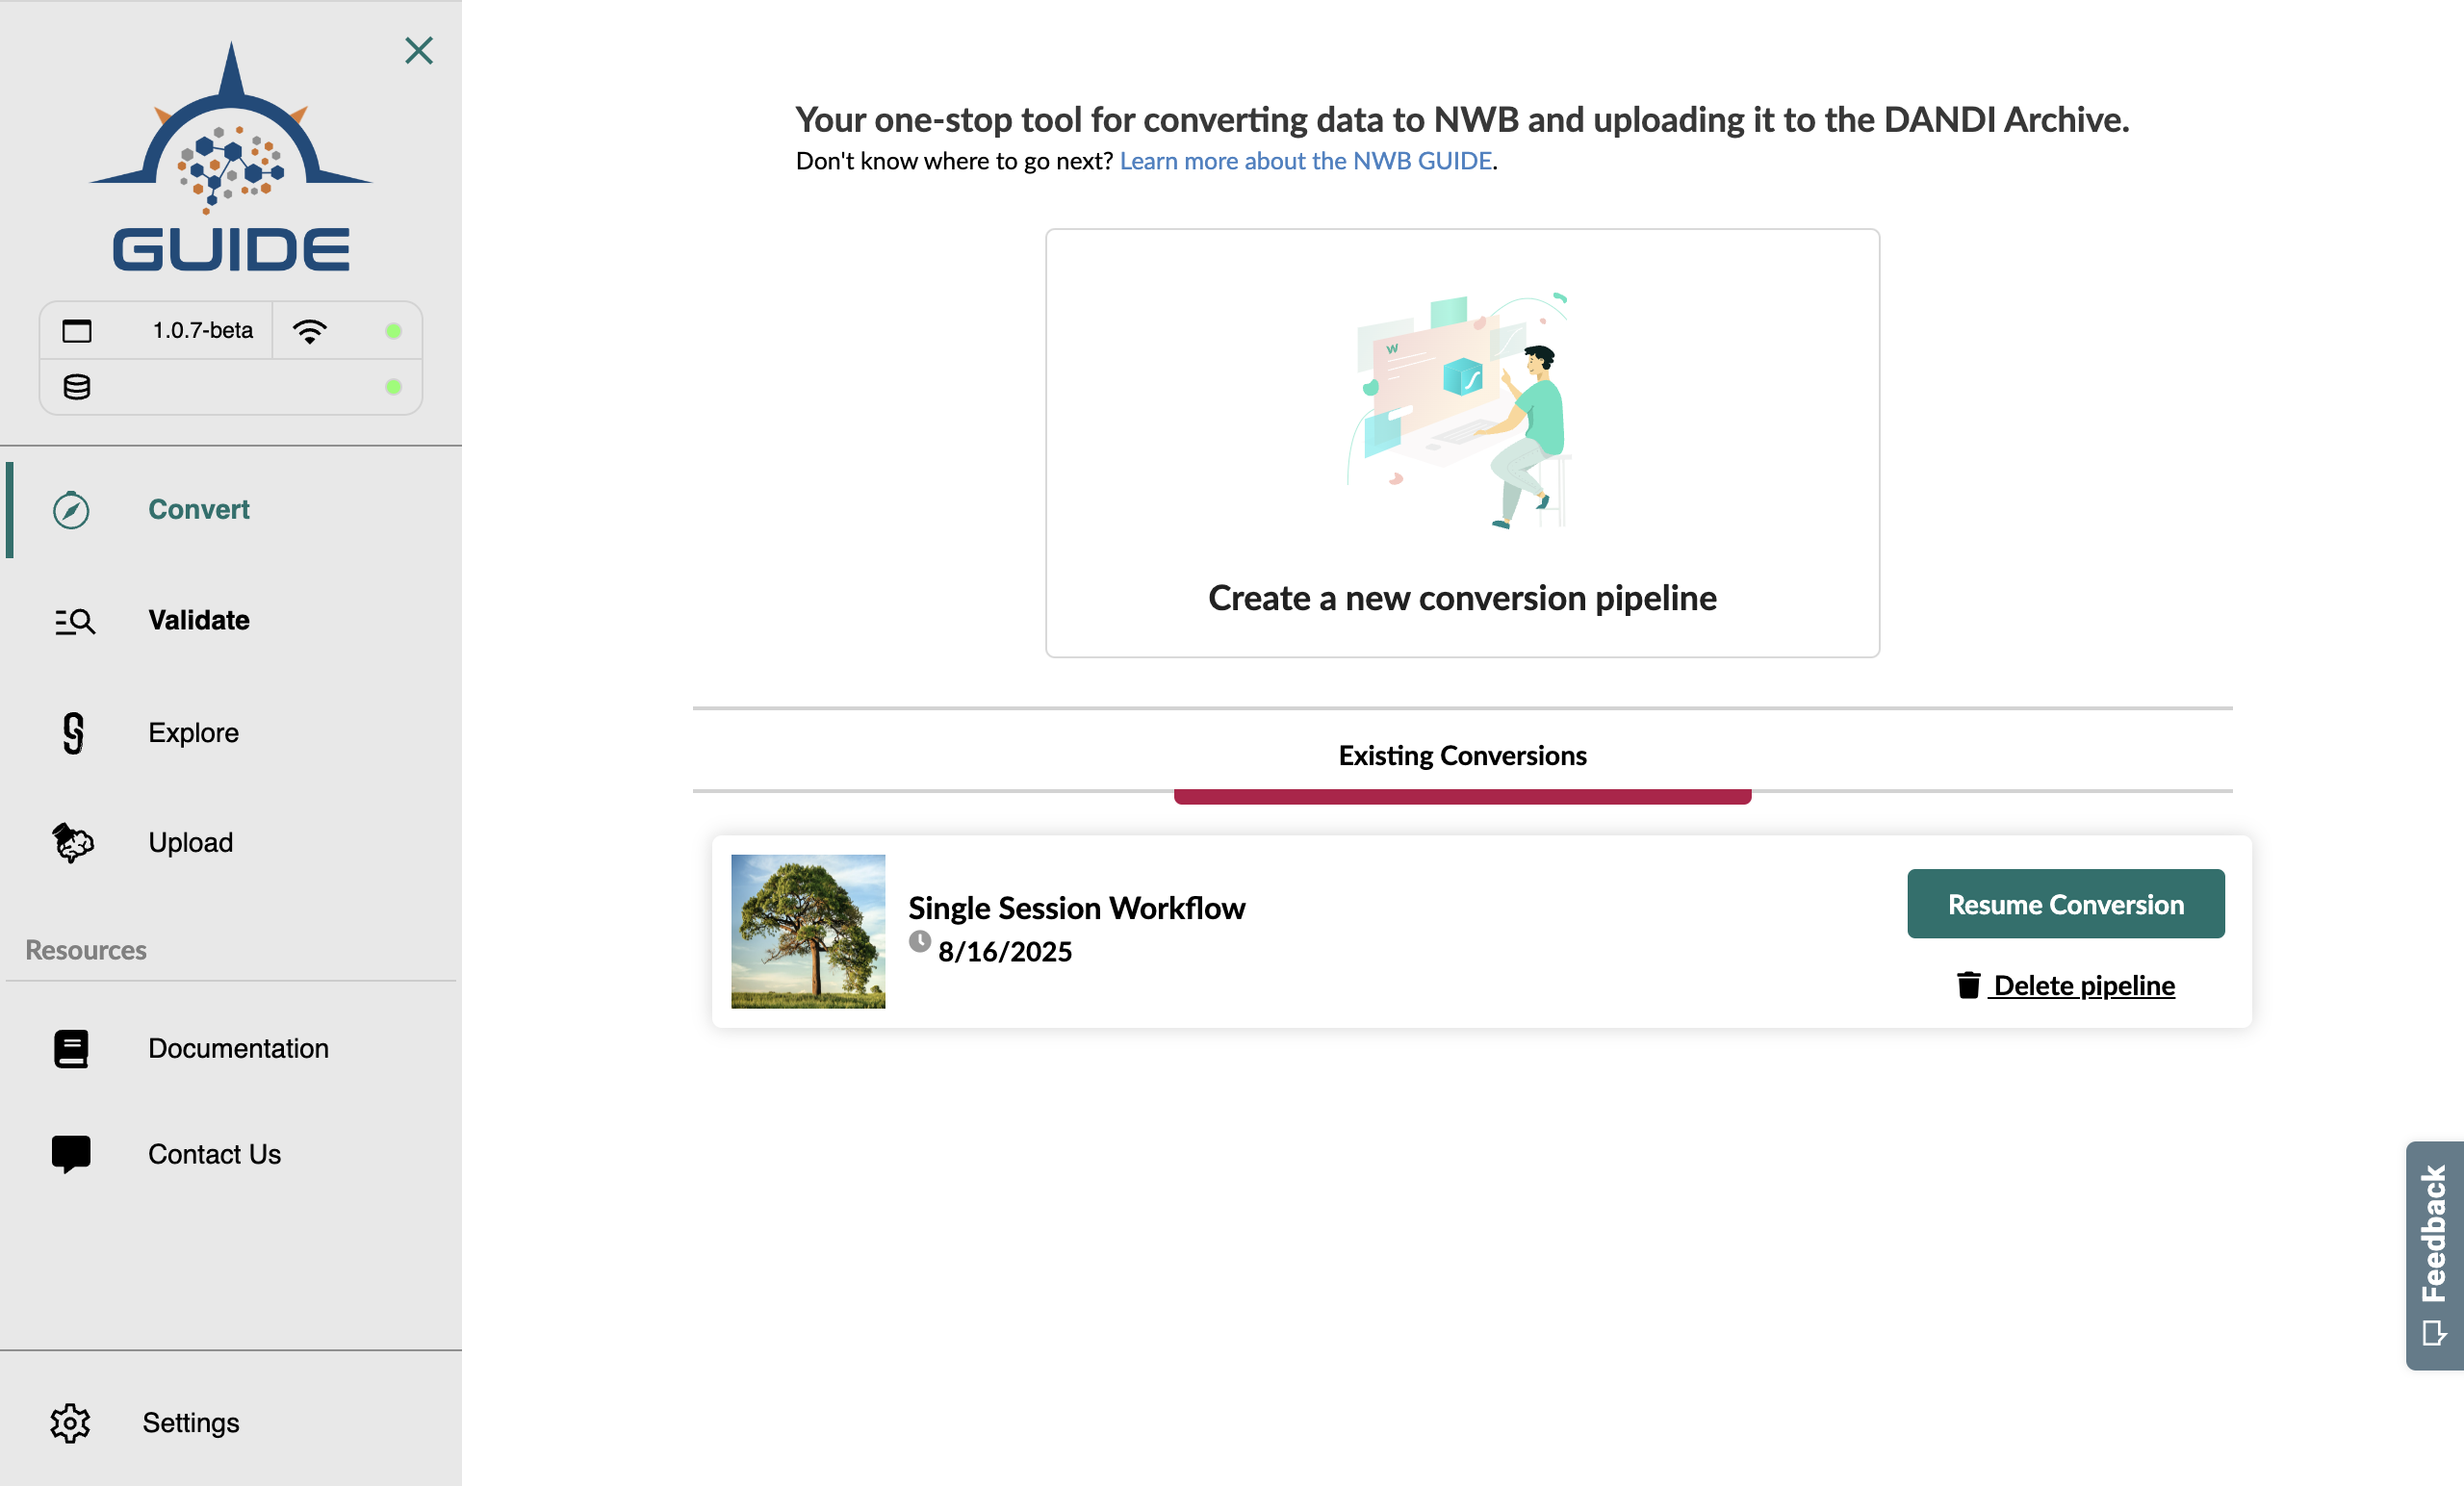 GUIDE
1.0.7-beta
Convert
Validate
Explore
Upload
Resources
Documentation
Contact Us
Settings
Your one-stop tool for converting data to NWB and uploading it to the DANDI Archive.
Don't know where to go next? Learn more about the NWB GUIDE.
W
Create a new conversion pipeline
Existing Conversions
Single Session Workflow
8/16/2025
Resume Conversion
Delete pipeline
Feedback